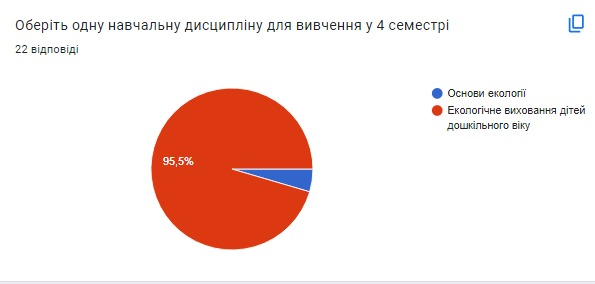 Оберіть одну навчальну дисципліну для вивчення у 4 семестрі
22 відповіді
95,5%
Основи екології
Екологічне виховання дітей
дошкільного віку